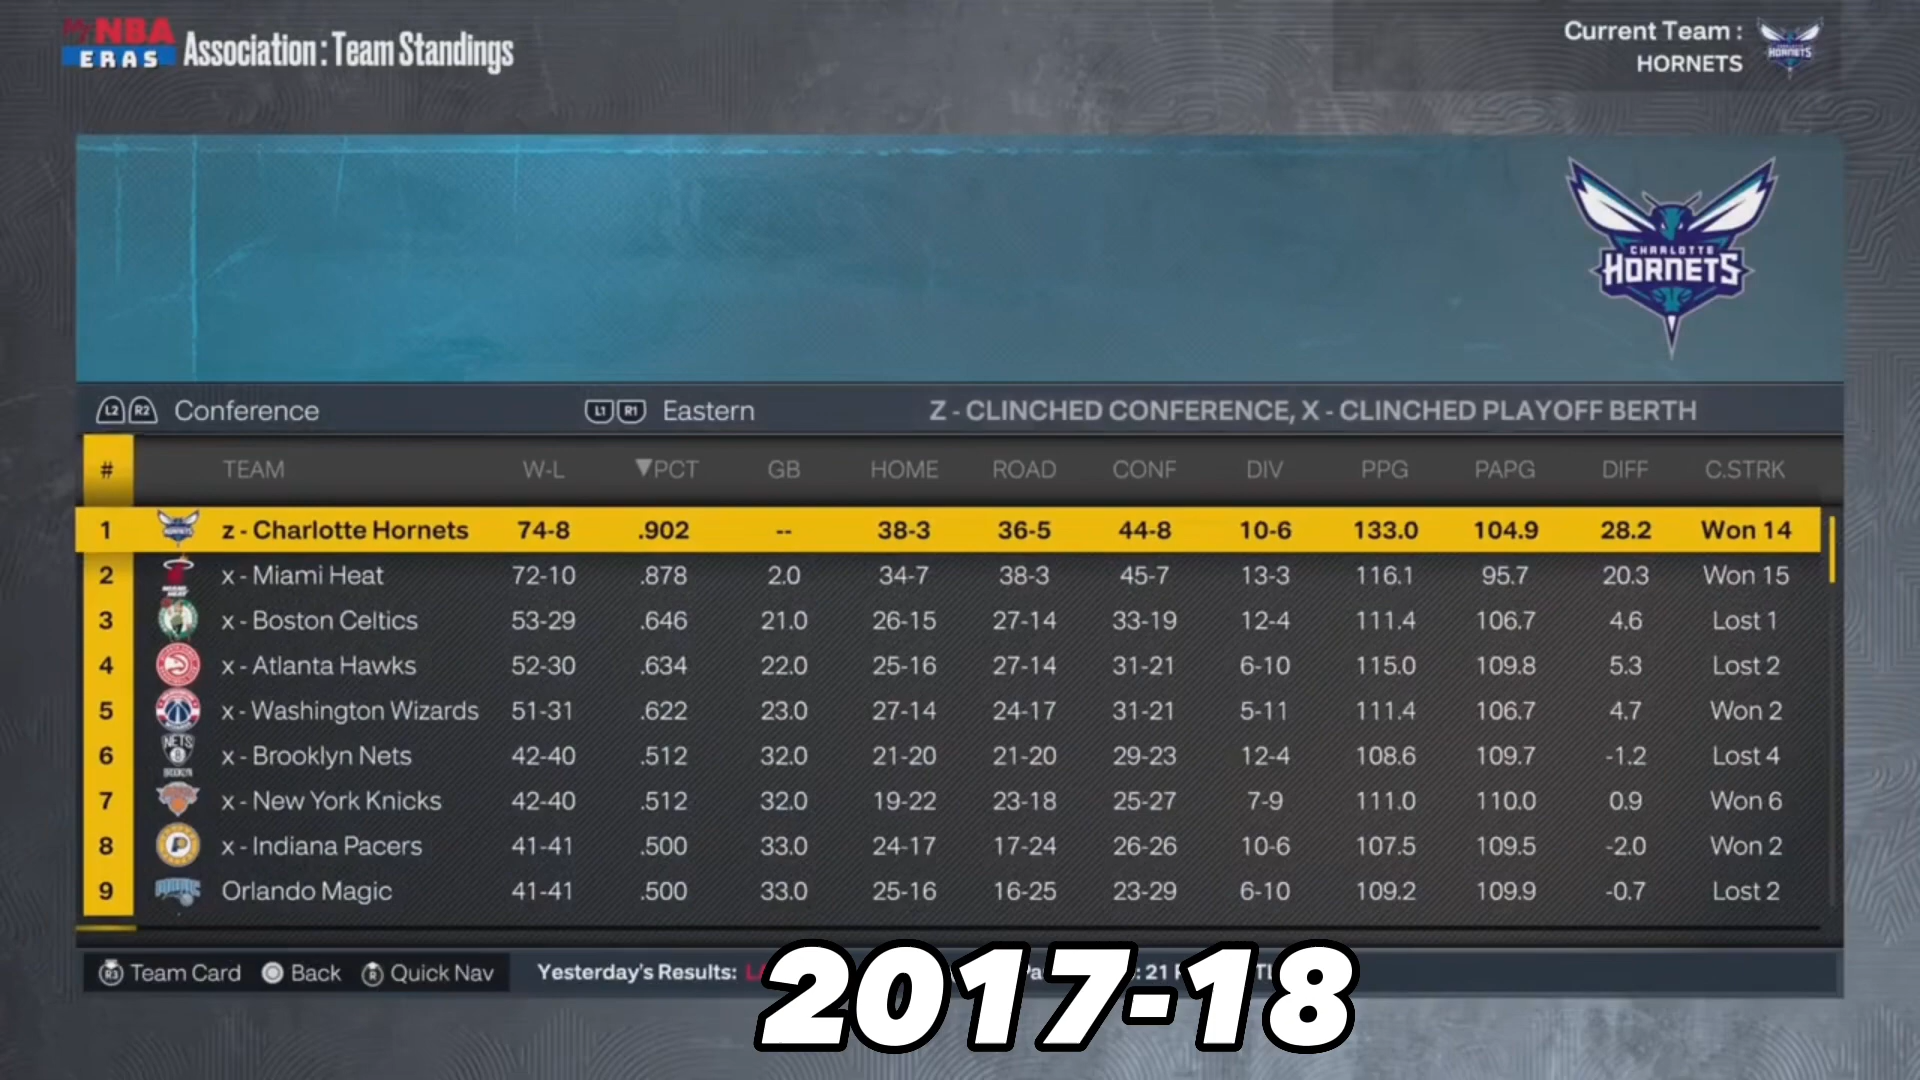 My NBA ERAS Association : Team Standings
Current Team :
HORNETS
HORNETS
CHARLOTTE
HORNETS
L2 R2 Conference L1 R1 Eastern Z - CLINCHED CONFERENCE, X - CLINCHED PLAYOFF BERTH
# TEAM W-L ▼PCT GB HOME ROAD CONF DIV PPG PAPG DIFF C.STRK
1 z - Charlotte Hornets 74-8 .902 -- 38-3 36-5 44-8 10-6 133.0 104.9 28.2 Won 14
2 x - Miami Heat 72-10 .878 2.0 34-7 38-3 45-7 13-3 116.1 95.7 20.3 Won 15
3 x - Boston Celtics 53-29 .646 21.0 26-15 27-14 33-19 12-4 111.4 106.7 4.6 Lost 1
4 x - Atlanta Hawks 52-30 .634 22.0 25-16 27-14 31-21 6-10 115.0 109.8 5.3 Lost 2
5 x - Washington Wizards 51-31 .622 23.0 27-14 24-17 31-21 5-11 111.4 106.7 4.7 Won 2
6 x - Brooklyn Nets 42-40 .512 32.0 21-20 21-20 29-23 12-4 108.6 109.7 -1.2 Lost 4
7 x - New York Knicks 42-40 .512 32.0 19-22 23-18 25-27 7-9 111.0 110.0 0.9 Won 6
8 x - Indiana Pacers 41-41 .500 33.0 24-17 17-24 26-26 10-6 107.5 109.5 -2.0 Won 2
9 Orlando Magic 41-41 .500 33.0 25-16 16-25 23-29 6-10 109.2 109.9 -0.7 Lost 2
R3 Team Card Back R Quick Nav Yesterday's Results: : 21
2017-18